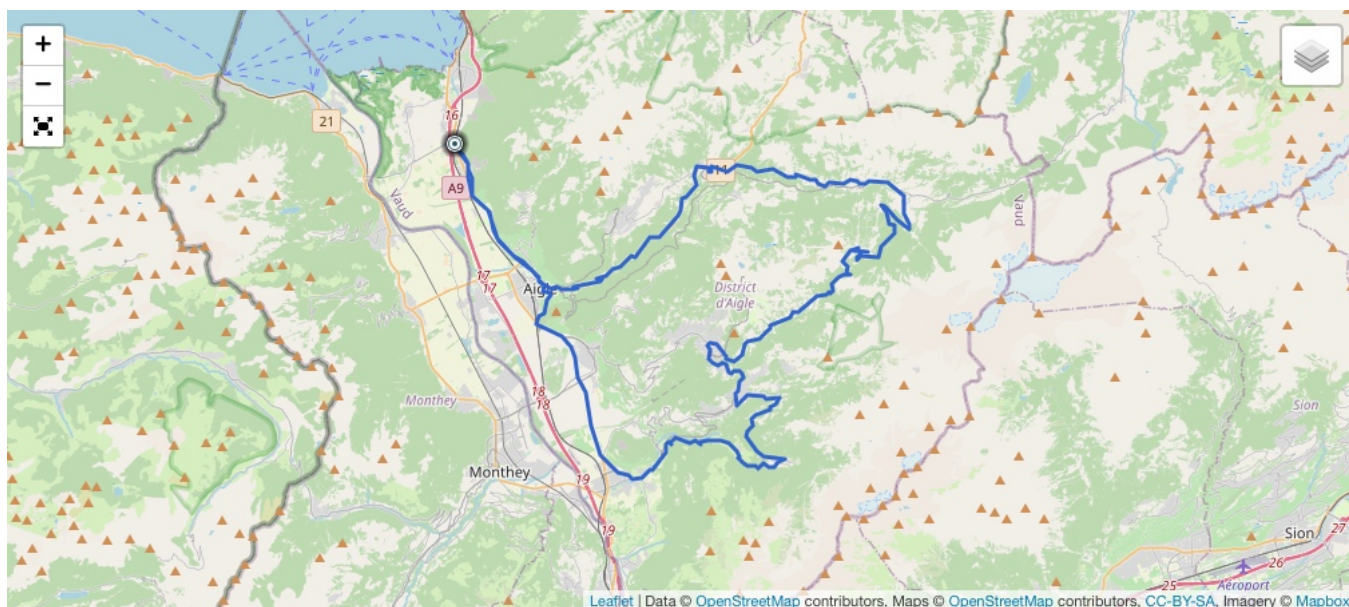 +
−
21
16
A9
Vaud
17
17
Aigle
District
d'Aigle
Vaud
18
18
Monthey
Monthey
19
19
Sion
Sion
27
26
25
Aéroport
Leaflet | Data © OpenStreetMap contributors, Maps © OpenStreetMap contributors, CC-BY-SA, Imagery © Mapbox